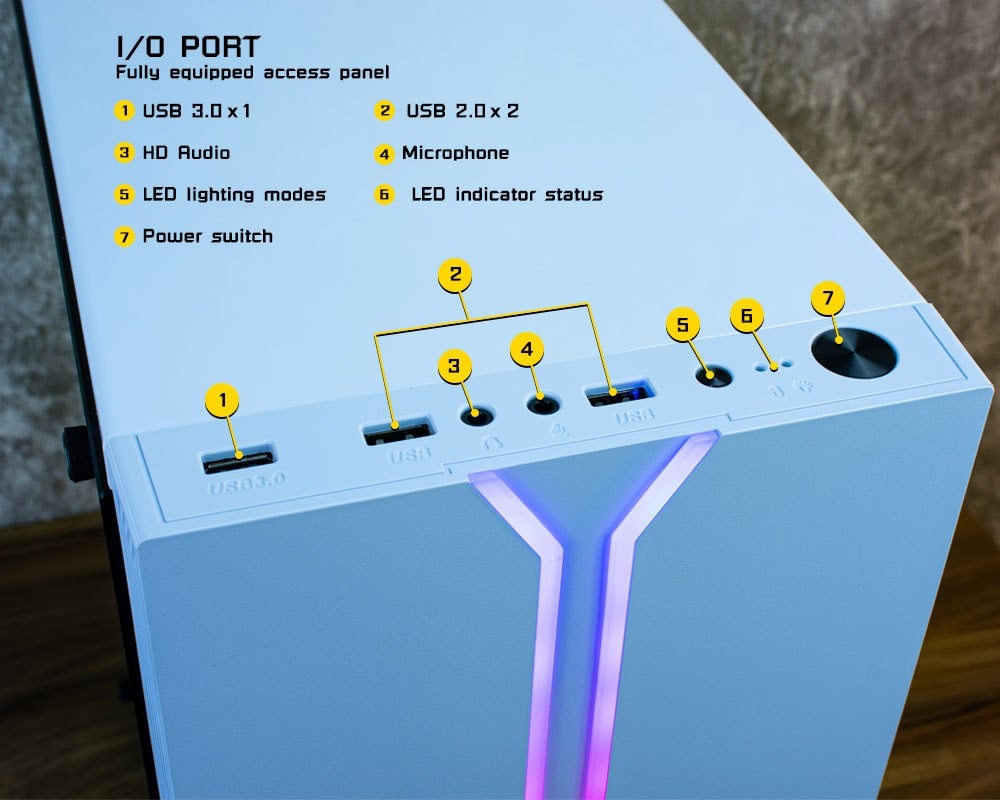 I/O PORT
Fully equipped access panel
1 USB 3.0 x 1
2 USB 2.0 x 2
3 HD Audio
4 Microphone
5 LED lighting modes
6 LED indicator status
7 Power switch
2
7
6
5
4
3
1
USB
USB
USB3.0